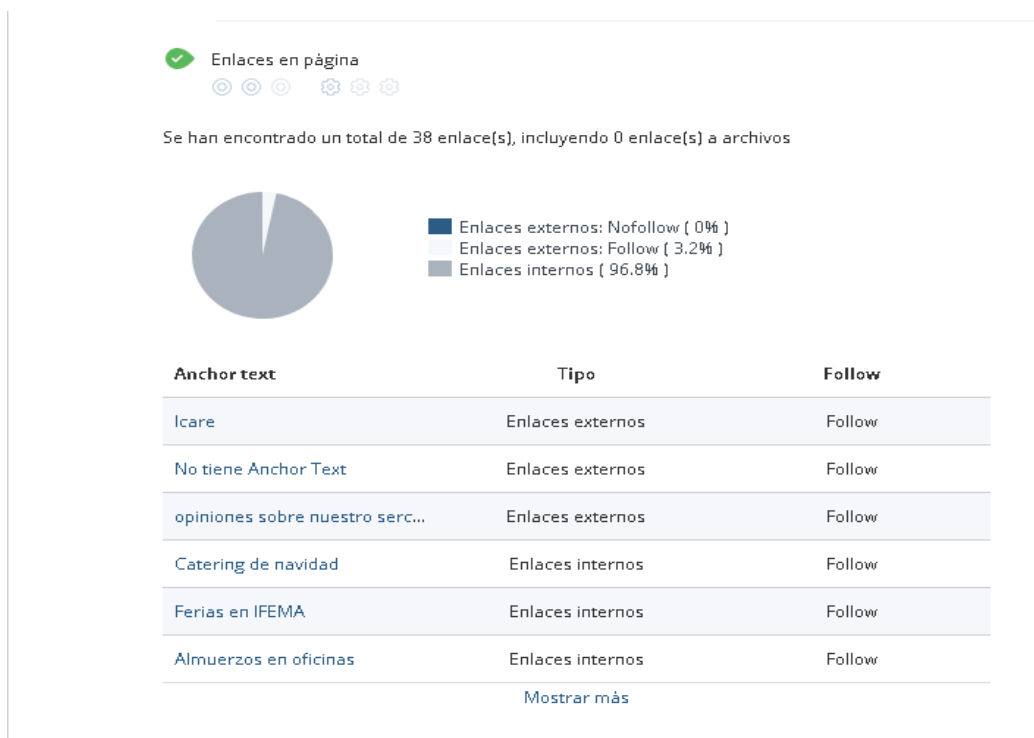 Enlaces en página
Se han encontrado un total de 38 enlace(s), incluyendo 0 enlace(s) a archivos
Enlaces externos: Nofollow ( 0% )
Enlaces externos: Follow ( 3.2% )
Enlaces internos ( 96.8% )
Anchor text Tipo Follow
Icare Enlaces externos Follow
No tiene Anchor Text Enlaces externos Follow
opiniones sobre nuestro serc... Enlaces externos Follow
Catering de navidad Enlaces internos Follow
Ferias en IFEMA Enlaces internos Follow
Almuerzos en oficinas Enlaces internos Follow
Mostrar más